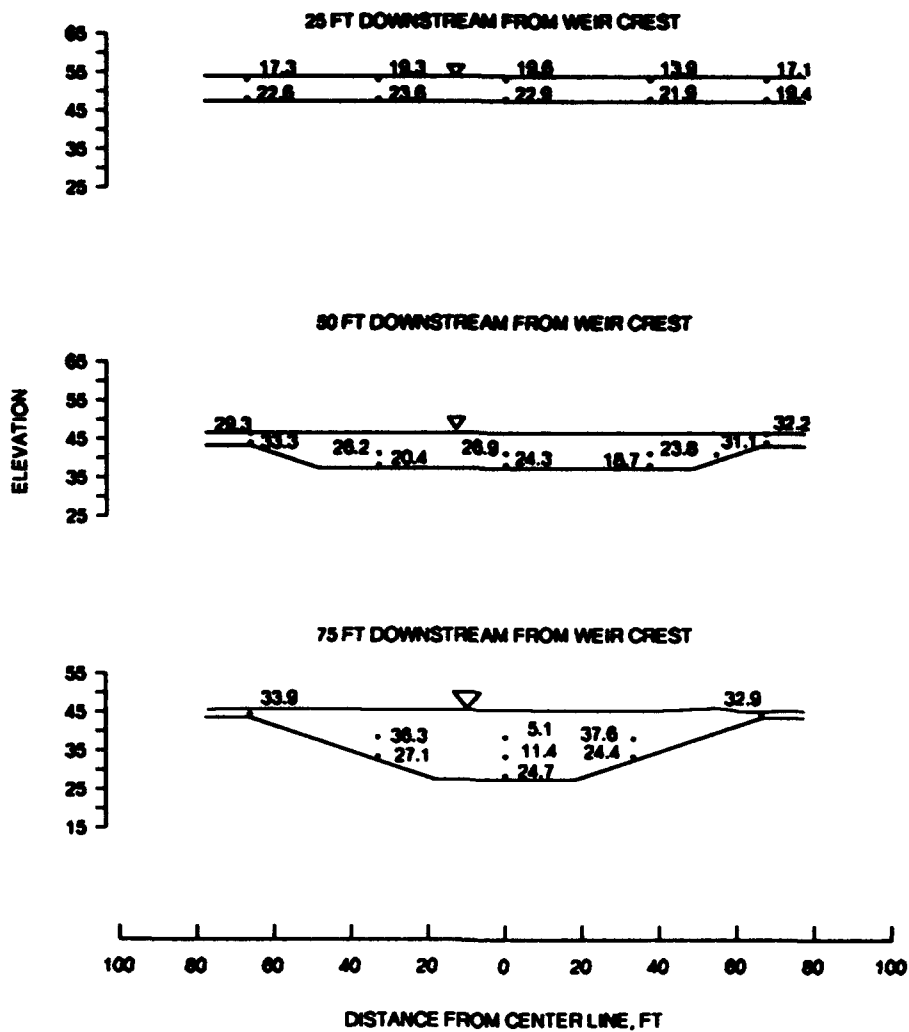 25 FT DOWNSTREAM FROM WEIR CREST
65
55
45
35
25
17.3 19.3 19.6 13.9 17.1
22.6 23.6 22.9 21.9 19.4
50 FT DOWNSTREAM FROM WEIR CREST
65
55
45
35
25
29.3 32.2
33.3 26.2 26.9 23.8 31.1
20.4 24.3 16.7
ELEVATION
75 FT DOWNSTREAM FROM WEIR CREST
55
45
35
25
15
33.9 32.9
36.3 5.1 37.6
27.1 11.4 24.4
24.7
100 80 60 40 20 0 20 40 60 80 100
DISTANCE FROM CENTER LINE, FT